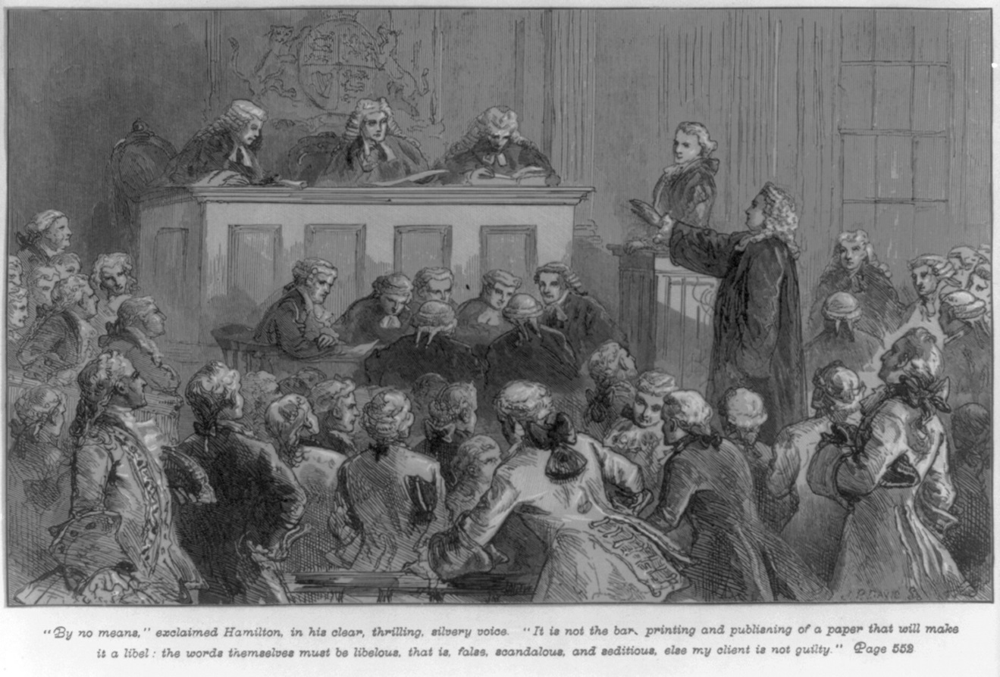 J. P. DAVIS Sc
"By no means," exclaimed Hamilton, in his clear, thrilling, silvery voice. "It is not the bare printing and publishing of a paper that will make
it a libel: the words themselves must be libelous, that is, false, scandalous, and seditious, else my client is not guilty." Page 552